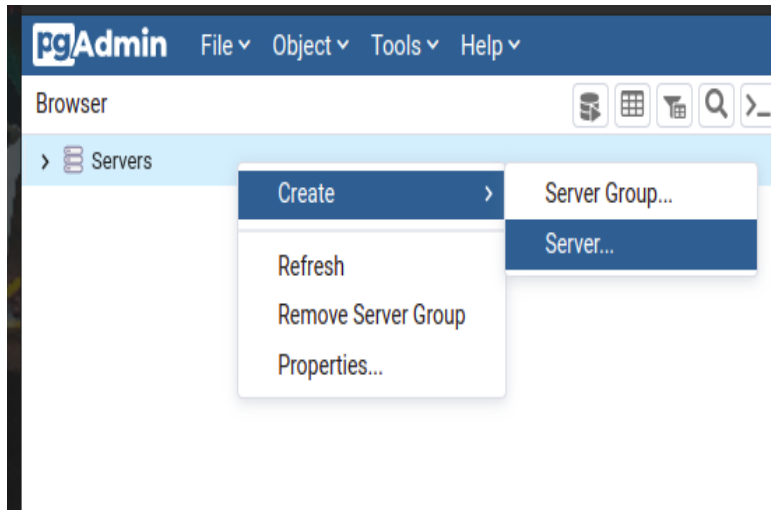 pgAdmin File Object Tools Help
Browser
Servers
Create
Server Group...
Server...
Refresh
Remove Server Group
Properties...